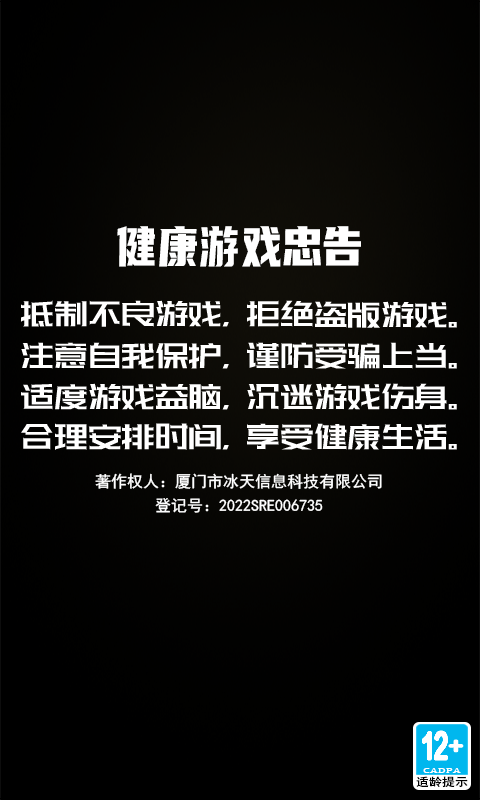 健康游戏忠告
抵制不良游戏, 拒绝盗版游戏。
注意自我保护, 谨防受骗上当。
适度游戏益脑, 沉迷游戏伤身。
合理安排时间, 享受健康生活。
著作权人：厦门市冰天信息科技有限公司
登记号：2022SRE006735
12+
CADPA
适龄提示